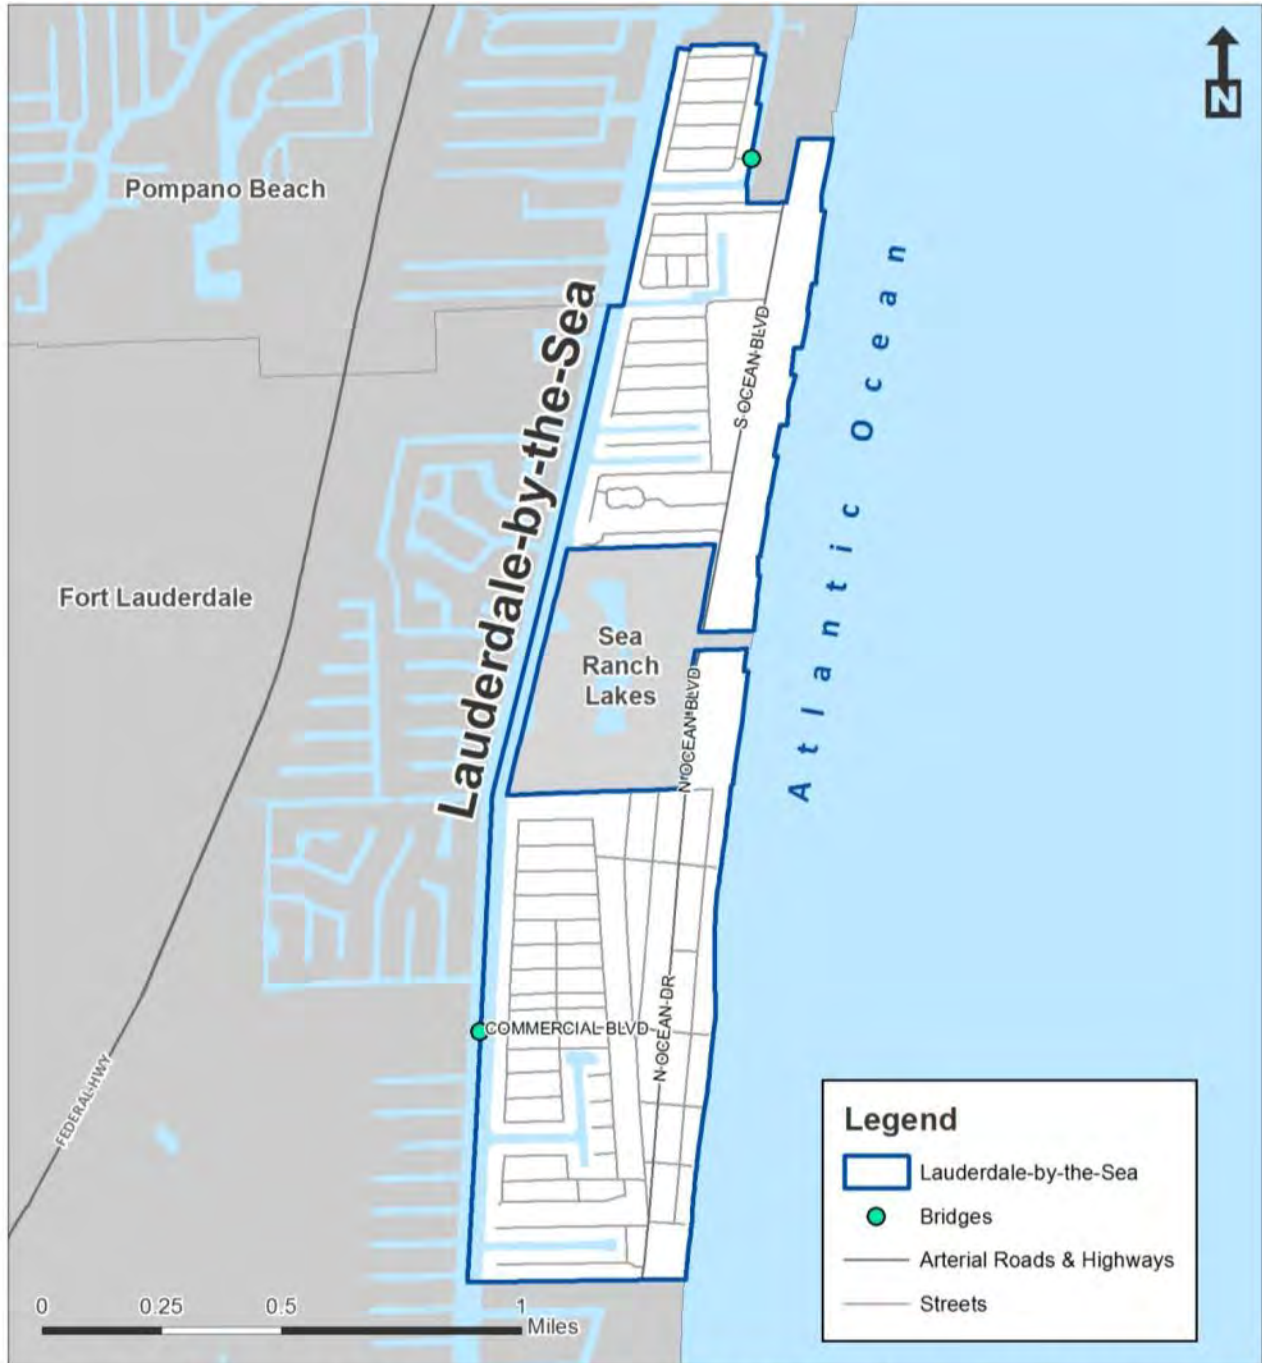 N
Pompano Beach
Lauderdale-by-the-Sea
S OCEAN BLVD
Atlantic Ocean
Fort Lauderdale
Sea
Ranch
Lakes
N OCEAN BLVD
COMMERCIAL BLVD
N OCEAN DR
FEDERAL HWY
Legend
Lauderdale-by-the-Sea
Bridges
Arterial Roads & Highways
Streets
0 0.25 0.5 1
Miles